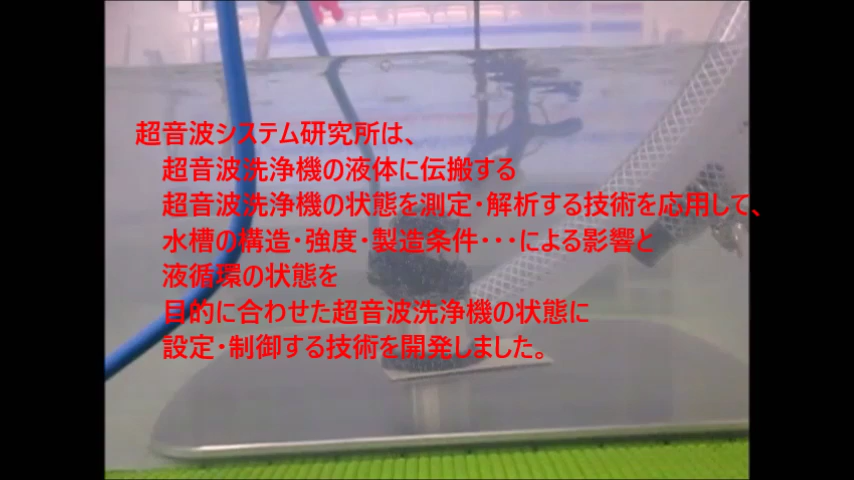 超音波システム研究所は、
超音波洗浄機の液体に伝搬する
超音波洗浄機の状態を測定・解析する技術を応用して、
水槽の構造・強度・製造条件・・・による影響と
液循環の状態を
目的に合わせた超音波洗浄機の状態に
設定・制御する技術を開発しました。